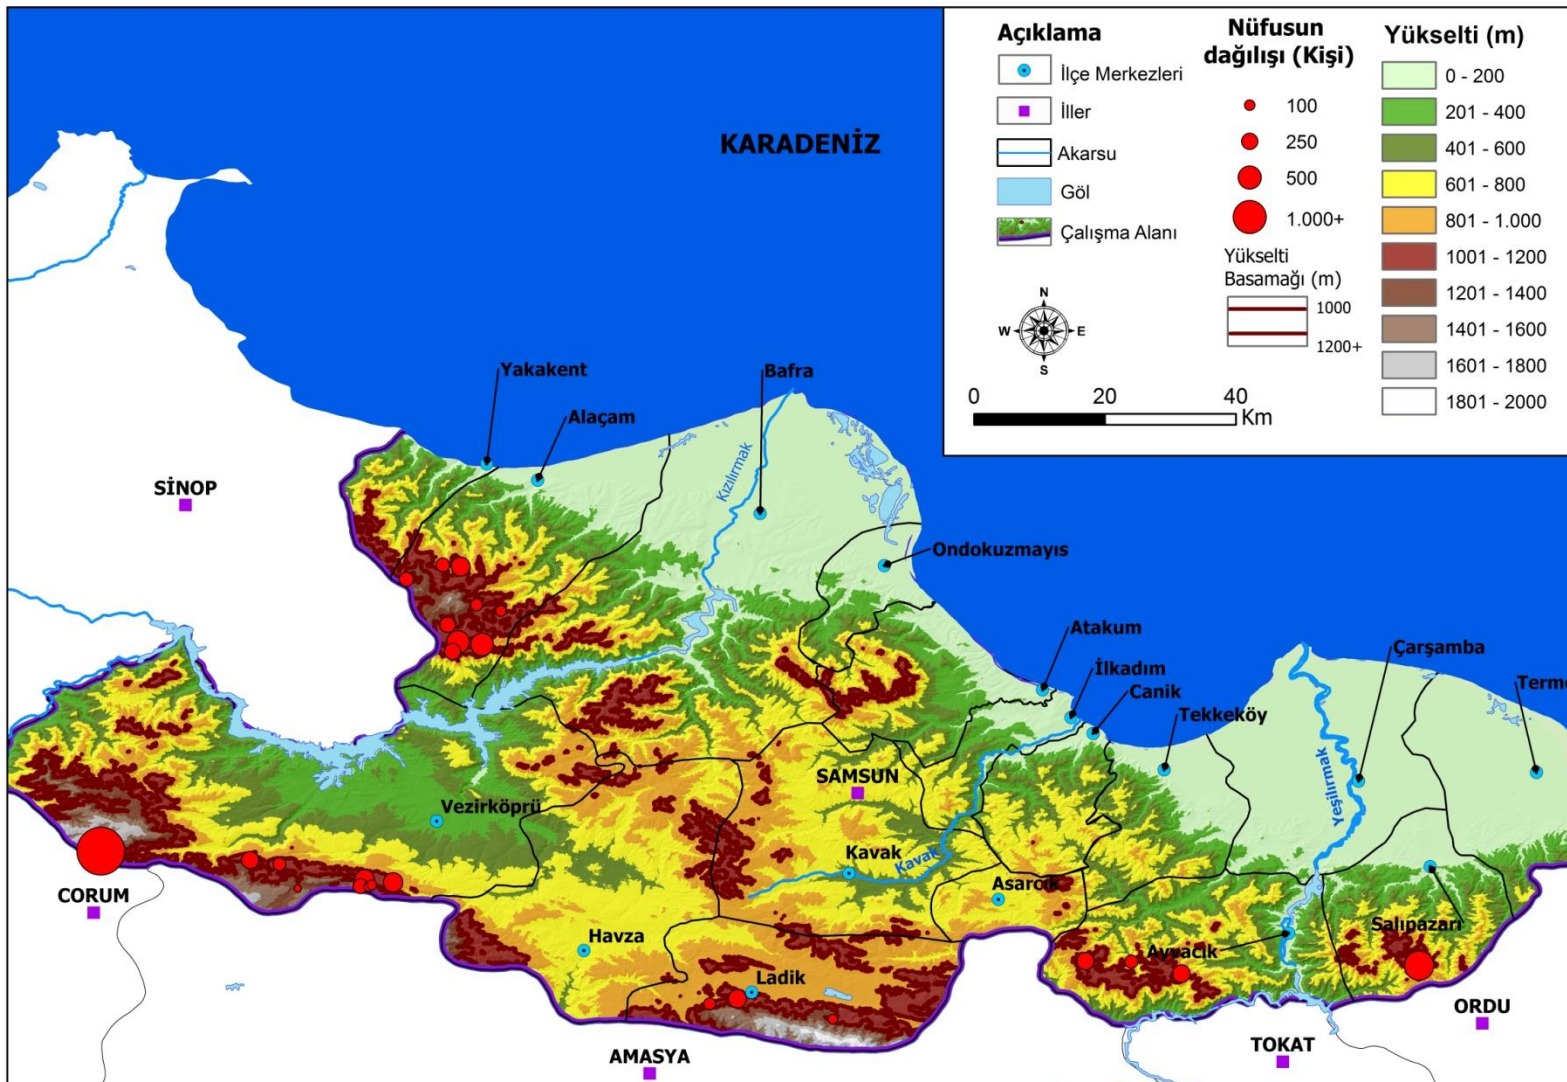 Açıklama
İlçe Merkezleri
İller
Akarsu
Göl
Çalışma Alanı
Nüfusun
dağılışı (Kişi)
100
250
500
1.000+
Yükselti
Basamağı (m)
1000
1200+
Yükselti (m)
0 - 200
201 - 400
401 - 600
601 - 800
801 - 1.000
1001 - 1200
1201 - 1400
1401 - 1600
1601 - 1800
1801 - 2000
N
W
E
S
0
20
40
Km
KARADENİZ
Yakakent
Bafra
Alaçam
SİNOP
Kızılırmak
Ondokuzmayıs
Atakum
İlkadım
Canik
Çarşamba
Terme
Tekkeköy
SAMSUN
Yeşilırmak
Vezirköprü
Kavak
Kavak
Asarcık
ÇORUM
Salıpazarı
Havza
Ayvacık
Ladik
ORDU
TOKAT
AMASYA